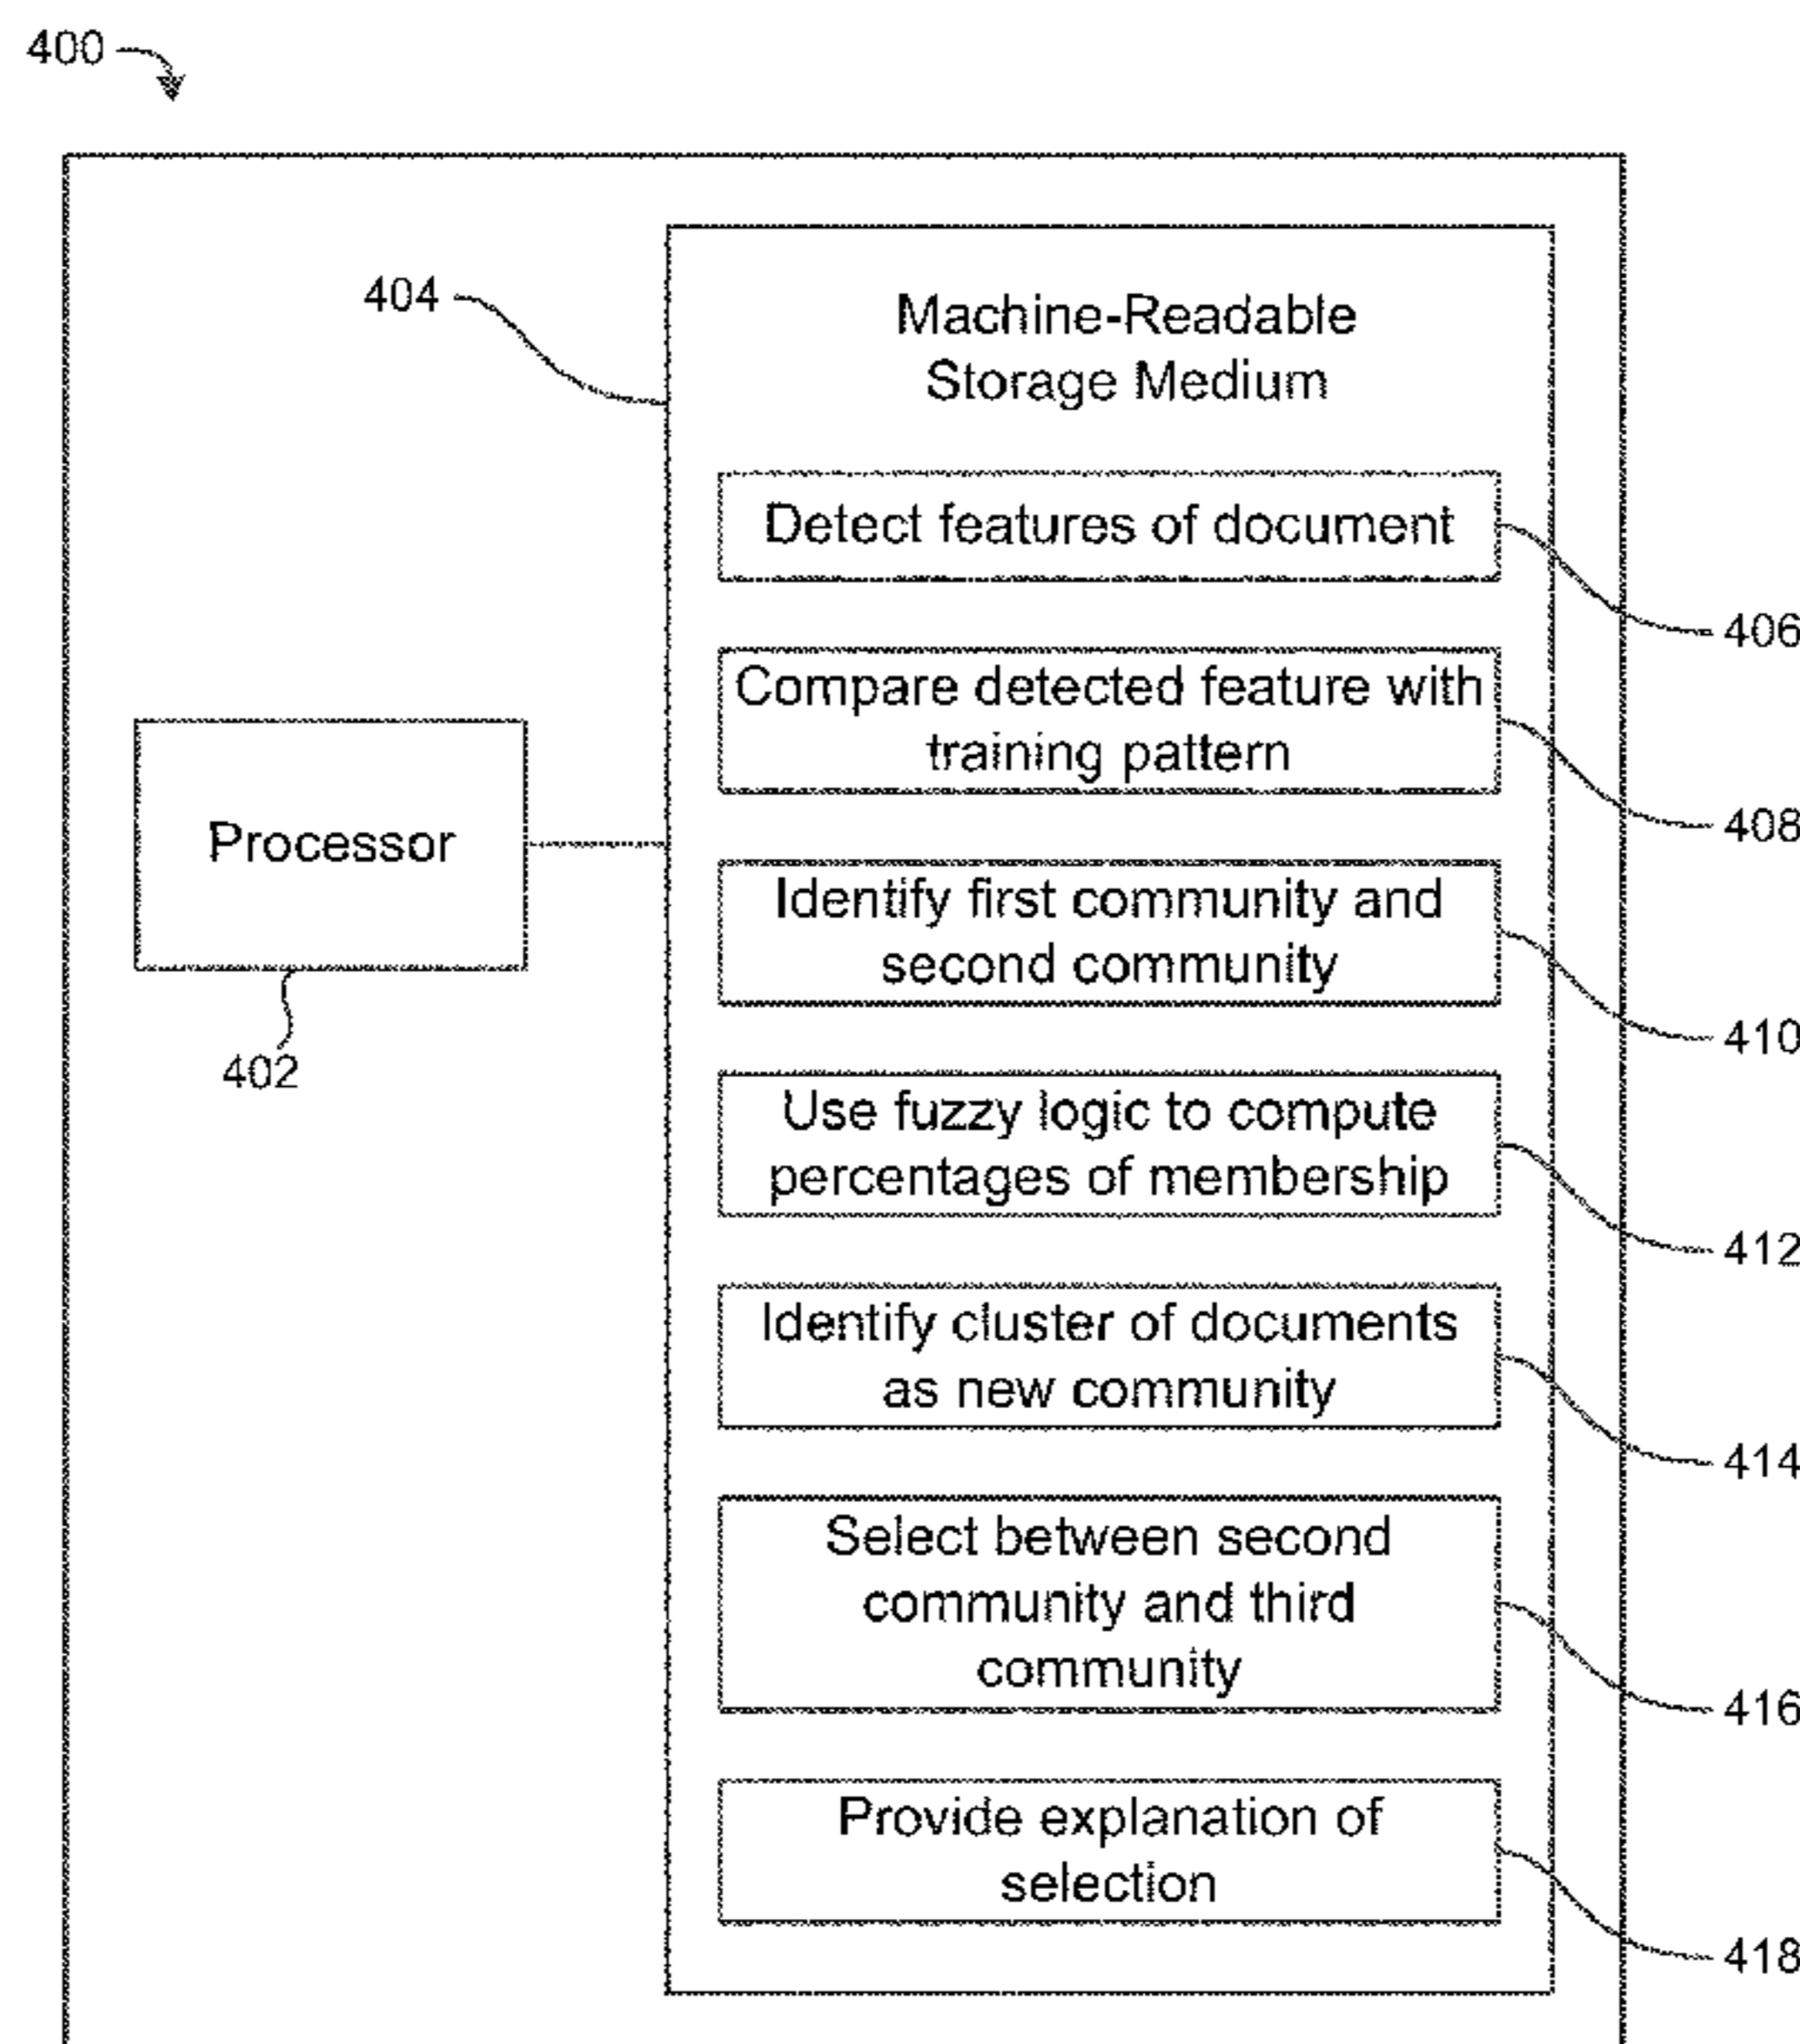 400
404
Machine-Readable
Storage Medium
Detect features of document
406
Compare detected feature with
training pattern
408
Processor
402
Identify first community and
second community
410
Use fuzzy logic to compute
percentages of membership
412
Identify cluster of documents
as new community
414
Select between second
community and third
community
416
Provide explanation of
selection
418